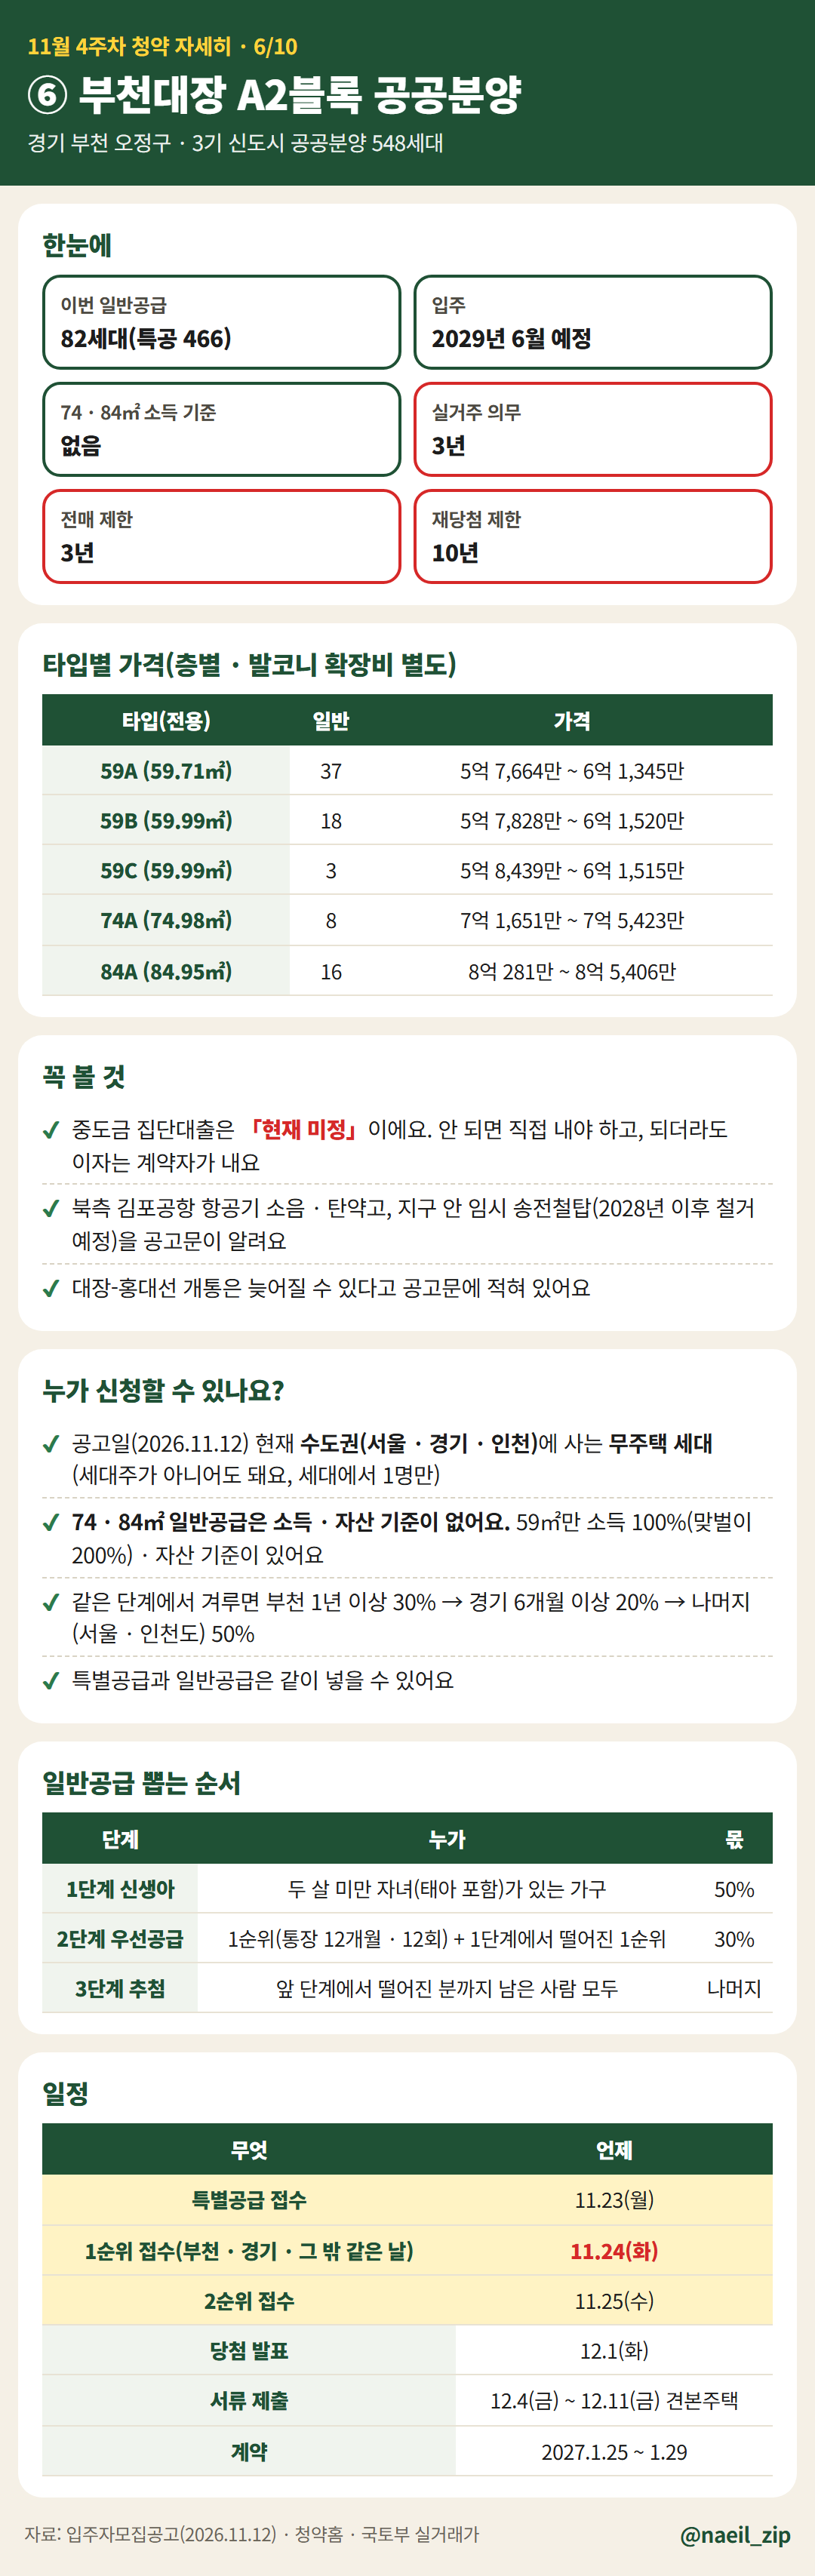 11월 4주차 청약 자세히 · 6/10
⑥ 부천대장 A2블록 공공분양
경기 부천 오정구 · 3기 신도시 공공분양 548세대
한눈에
이번 일반공급
82세대(특공 466)
입주
2029년 6월 예정
74 · 84㎡ 소득 기준
없음
실거주 의무
3년
전매 제한
3년
재당첨 제한
10년
타입별 가격(층별 · 발코니 확장비 별도)
타입(전용) 일반 가격
59A (59.71㎡) 37 5억 7,664만 ~ 6억 1,345만
59B (59.99㎡) 18 5억 7,828만 ~ 6억 1,520만
59C (59.99㎡) 3 5억 8,439만 ~ 6억 1,515만
74A (74.98㎡) 8 7억 1,651만 ~ 7억 5,423만
84A (84.95㎡) 16 8억 281만 ~ 8억 5,406만
꼭 볼 것
✔ 중도금 집단대출은 「현재 미정」이에요. 안 되면 직접 내야 하고, 되더라도
이자는 계약자가 내요
✔ 북측 김포공항 항공기 소음 · 탄약고, 지구 안 임시 송전철탑(2028년 이후 철거
예정)을 공고문이 알려요
✔ 대장-홍대선 개통은 늦어질 수 있다고 공고문에 적혀 있어요
누가 신청할 수 있나요?
✔ 공고일(2026.11.12) 현재 수도권(서울 · 경기 · 인천)에 사는 무주택 세대
(세대주가 아니어도 돼요, 세대에서 1명만)
✔ 74 · 84㎡ 일반공급은 소득 · 자산 기준이 없어요. 59㎡만 소득 100%(맞벌이
200%) · 자산 기준이 있어요
✔ 같은 단계에서 겨루면 부천 1년 이상 30% → 경기 6개월 이상 20% → 나머지
(서울 · 인천도) 50%
✔ 특별공급과 일반공급은 같이 넣을 수 있어요
일반공급 뽑는 순서
단계 누가 몫
1단계 신생아 두 살 미만 자녀(태아 포함)가 있는 가구 50%
2단계 우선공급 1순위(통장 12개월 · 12회) + 1단계에서 떨어진 1순위 30%
3단계 추첨 앞 단계에서 떨어진 분까지 남은 사람 모두 나머지
일정
무엇 언제
특별공급 접수 11.23(월)
1순위 접수(부천 · 경기 · 그 밖 같은 날) 11.24(화)
2순위 접수 11.25(수)
당첨 발표 12.1(화)
서류 제출 12.4(금) ~ 12.11(금) 견본주택
계약 2027.1.25 ~ 1.29
자료: 입주자모집공고(2026.11.12) · 청약홈 · 국토부 실거래가
@naeil_zip